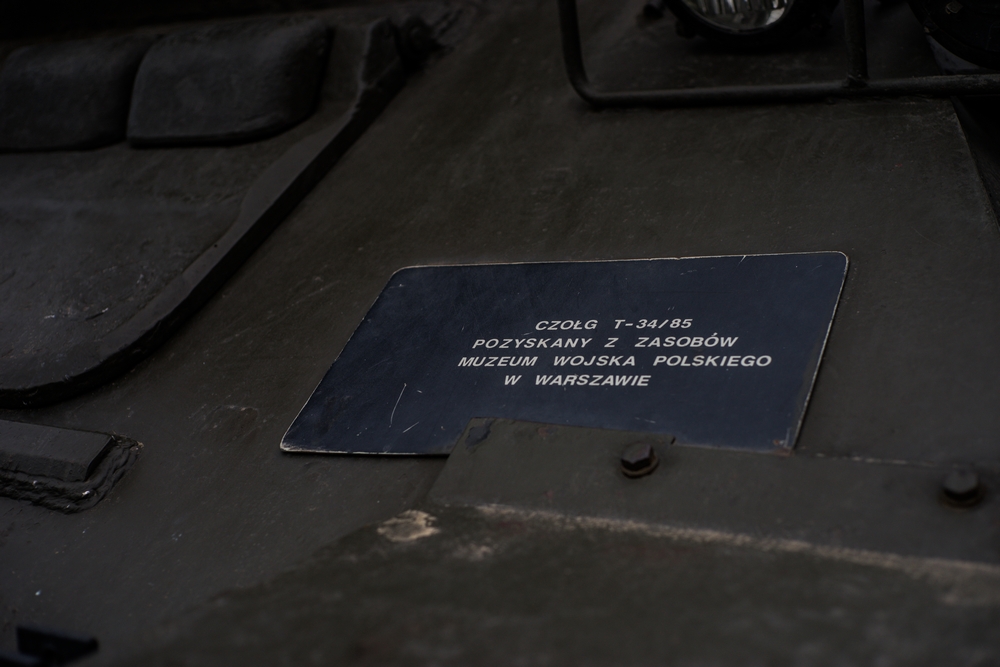 CZOŁG T-34/85
POZYSKANY Z ZASOBÓW
MUZEUM WOJSKA POLSKIEGO
W WARSZAWIE